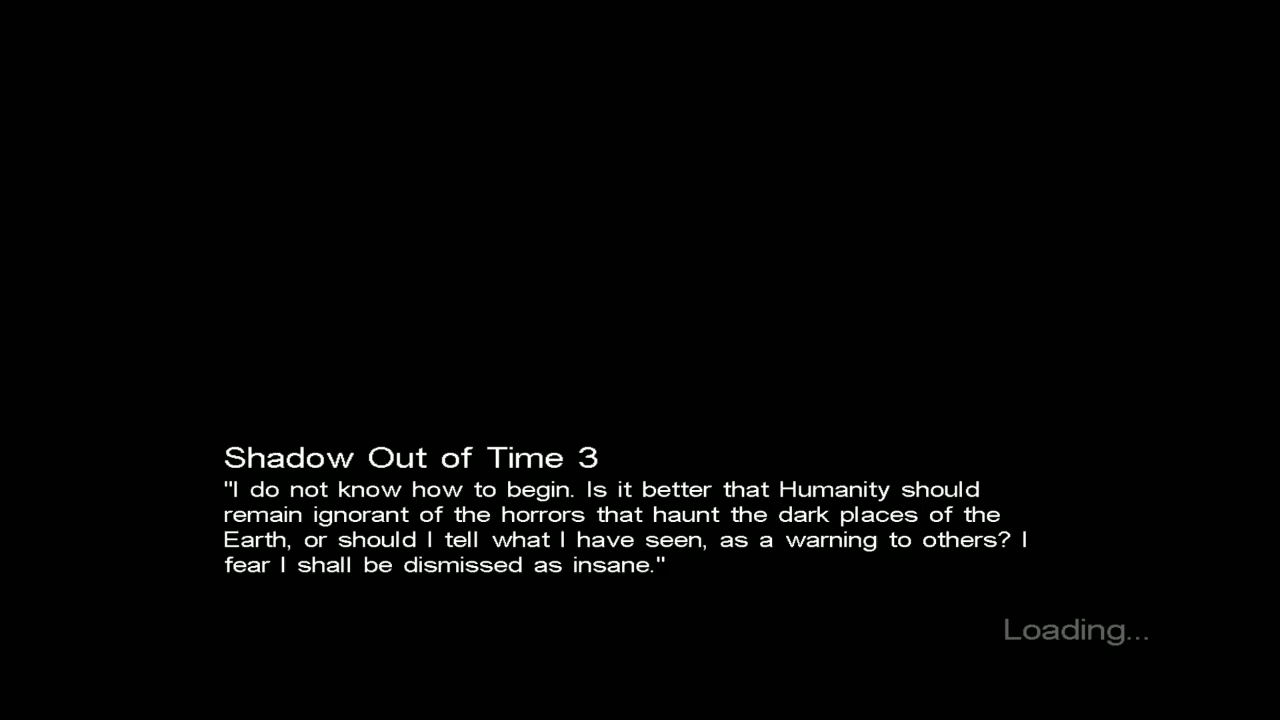 Shadow Out of Time 3
"I do not know how to begin. Is it better that Humanity should
remain ignorant of the horrors that haunt the dark places of the
Earth, or should I tell what I have seen, as a warning to others? I
fear I shall be dismissed as insane."
Loading...